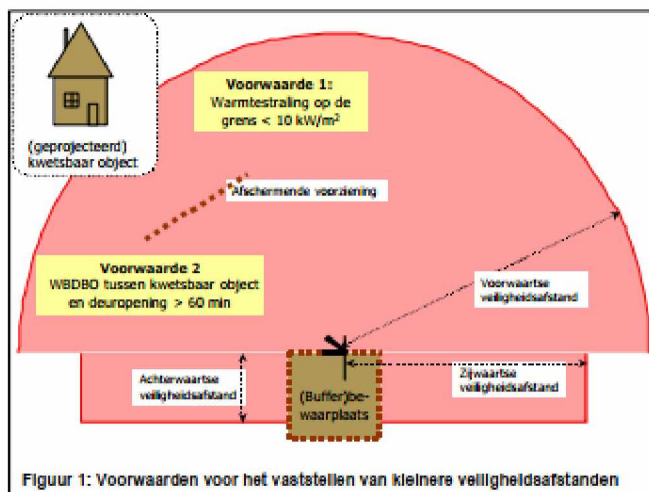 (geprojecteerd)
kwetsbaar object
Voorwaarde 1:
Warmtestraling op de
grens < 10 kW/m²
Afschermende voorziening
Voorwaarde 2
WBDBO tussen kwetsbaar object
en deuropening > 60 min
Voorwaartse
veiligheidsafstand
Achterwaartse
veiligheidsafstand
(Buffer)be-
waarplaats
Zijwaartse
veiligheidsafstand
Figuur 1: Voorwaarden voor het vaststellen van kleinere veiligheidsafstanden